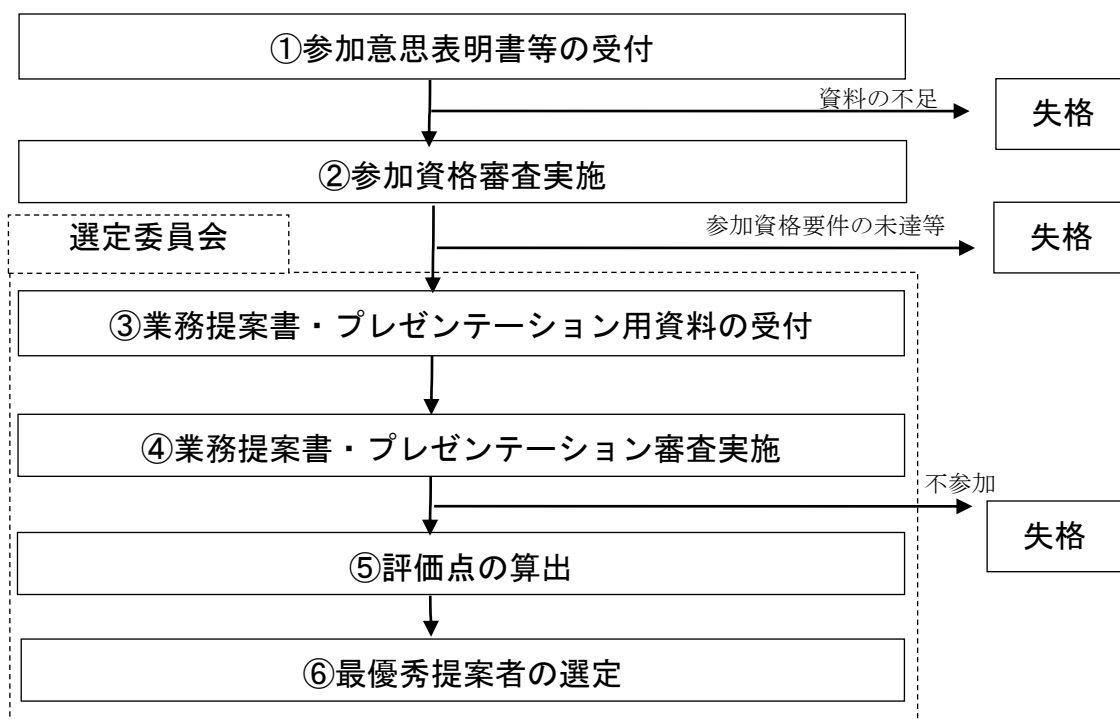 ①参加意思表明書等の受付
資料の不足
失格
②参加資格審査実施
選定委員会
参加資格要件の未達等
失格
③業務提案書・プレゼンテーション用資料の受付
④業務提案書・プレゼンテーション審査実施
不参加
失格
⑤評価点の算出
⑥最優秀提案者の選定